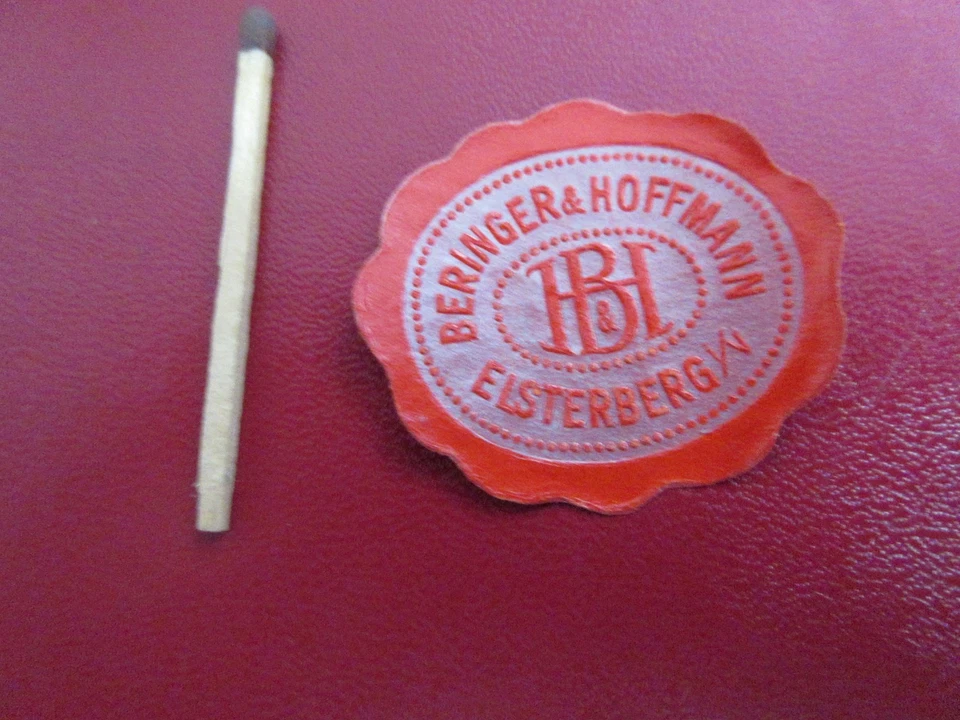 BERINGER & HOFFMANN
H B & H
ELSTERBERG i/V